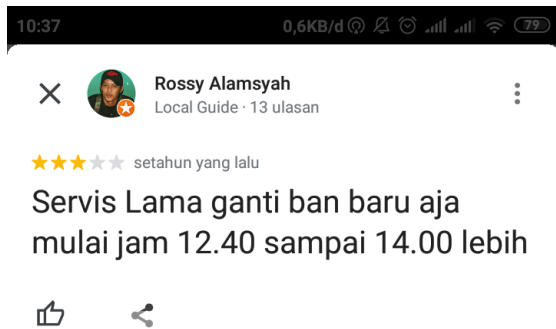 10:37 0,6KB/d 79
Rossy Alamsyah
Local Guide · 13 ulasan
setahun yang lalu
Servis Lama ganti ban baru aja
mulai jam 12.40 sampai 14.00 lebih